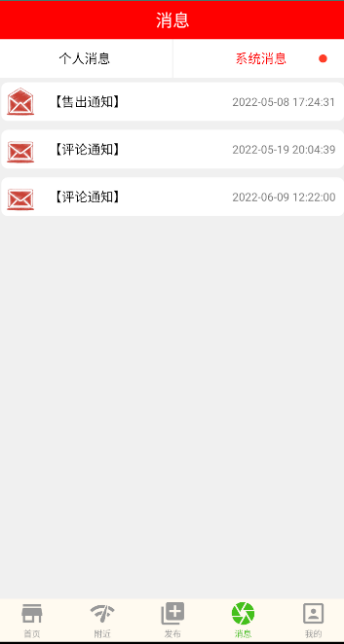 消息
个人消息 系统消息
【售出通知】 2022-05-08 17:24:31
【评论通知】 2022-05-19 20:04:39
【评论通知】 2022-06-09 12:22:00
首页 附近 发布 消息 我的